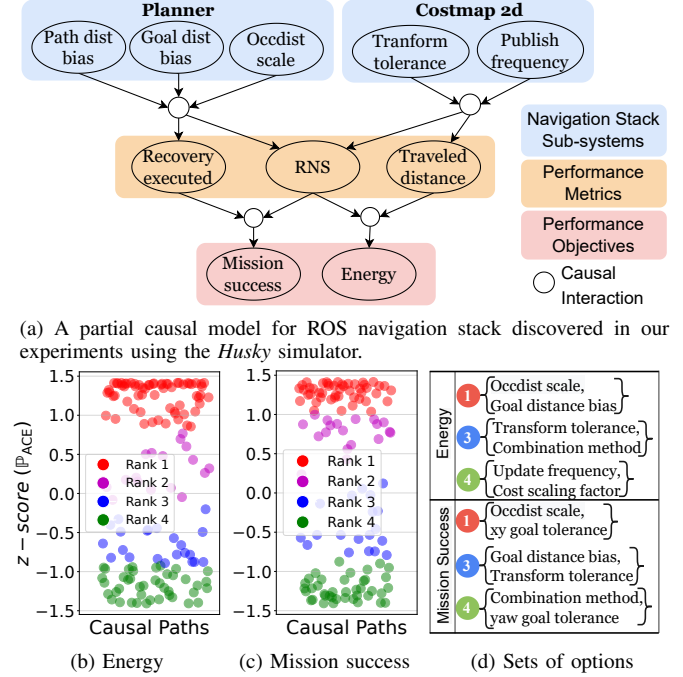 Planner
Costmap 2d
Path dist
bias
Goal dist
bias
Occdist
scale
Tranform
tolerance
Publish
frequency
Navigation Stack
Sub-systems
Recovery
executed
RNS
Traveled
distance
Performance
Metrics
Performance
Objectives
Mission
success
Energy
Causal
Interaction
(a) A partial causal model for ROS navigation stack discovered in our
experiments using the Husky simulator.
z − score (ℙACE)
1.5
1.0
0.5
0.0
−0.5
−1.0
−1.5
Rank 1
Rank 2
Rank 3
Rank 4
Causal Paths
(b) Energy
1.5
1.0
0.5
0.0
−0.5
−1.0
−1.5
Rank 1
Rank 2
Rank 3
Rank 4
Causal Paths
(c) Mission success
Energy
1 {Occdist scale,
Goal distance bias}
3 {Transform tolerance,
Combination method}
4 {Update frequency,
Cost scaling factor}
Mission Success
1 {Occdist scale,
xy goal tolerance}
3 {Goal distance bias,
Transform tolerance}
4 {Combination method,
yaw goal tolerance}
(d) Sets of options